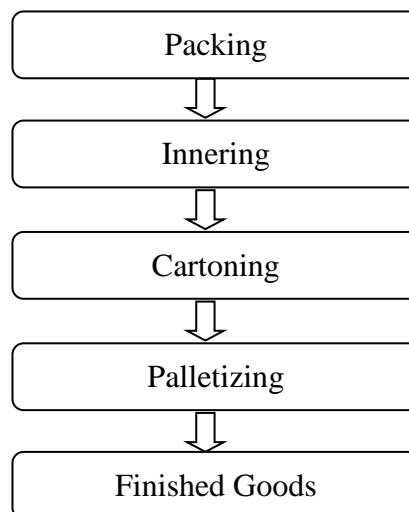 Packing
Innering
Cartoning
Palletizing
Finished Goods